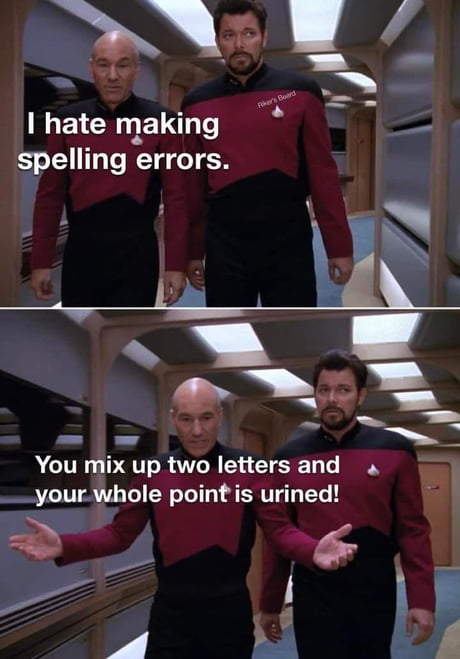 Riker's Beard
I hate making
spelling errors.
You mix up two letters and
your whole point is urined!